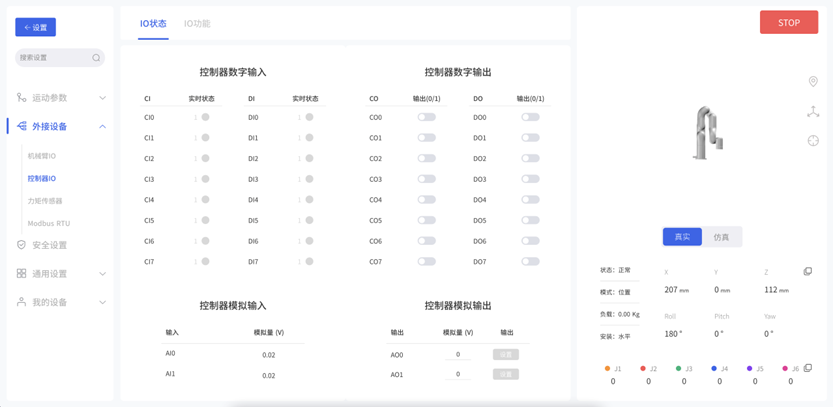 ← 设置
搜索设置
运动参数
外接设备
机械臂IO
控制器IO
力矩传感器
Modbus RTU
安全设置
通用设置
我的设备
IO状态 IO功能
控制器数字输入
CI 实时状态 DI 实时状态
CI0 1 DI0 1
CI1 1 DI1 1
CI2 1 DI2 1
CI3 1 DI3 1
CI4 1 DI4 1
CI5 1 DI5 1
CI6 1 DI6 1
CI7 1 DI7 1
控制器数字输出
CO 输出(0/1) DO 输出(0/1)
CO0 DO0
CO1 DO1
CO2 DO2
CO3 DO3
CO4 DO4
CO5 DO5
CO6 DO6
CO7 DO7
控制器模拟输入
输入 模拟量 (V)
AI0 0.02
AI1 0.02
控制器模拟输出
输出 模拟量 (V) 输出
AO0 0 设置
AO1 0 设置
STOP
真实 仿真
状态：正常
模式：位置
负载：0.00 Kg
安装：水平
X Y Z
207 mm 0 mm 112 mm
Roll Pitch Yaw
180 ° 0 ° 0 °
J1 J2 J3 J4 J5 J6
0 0 0 0 0 0